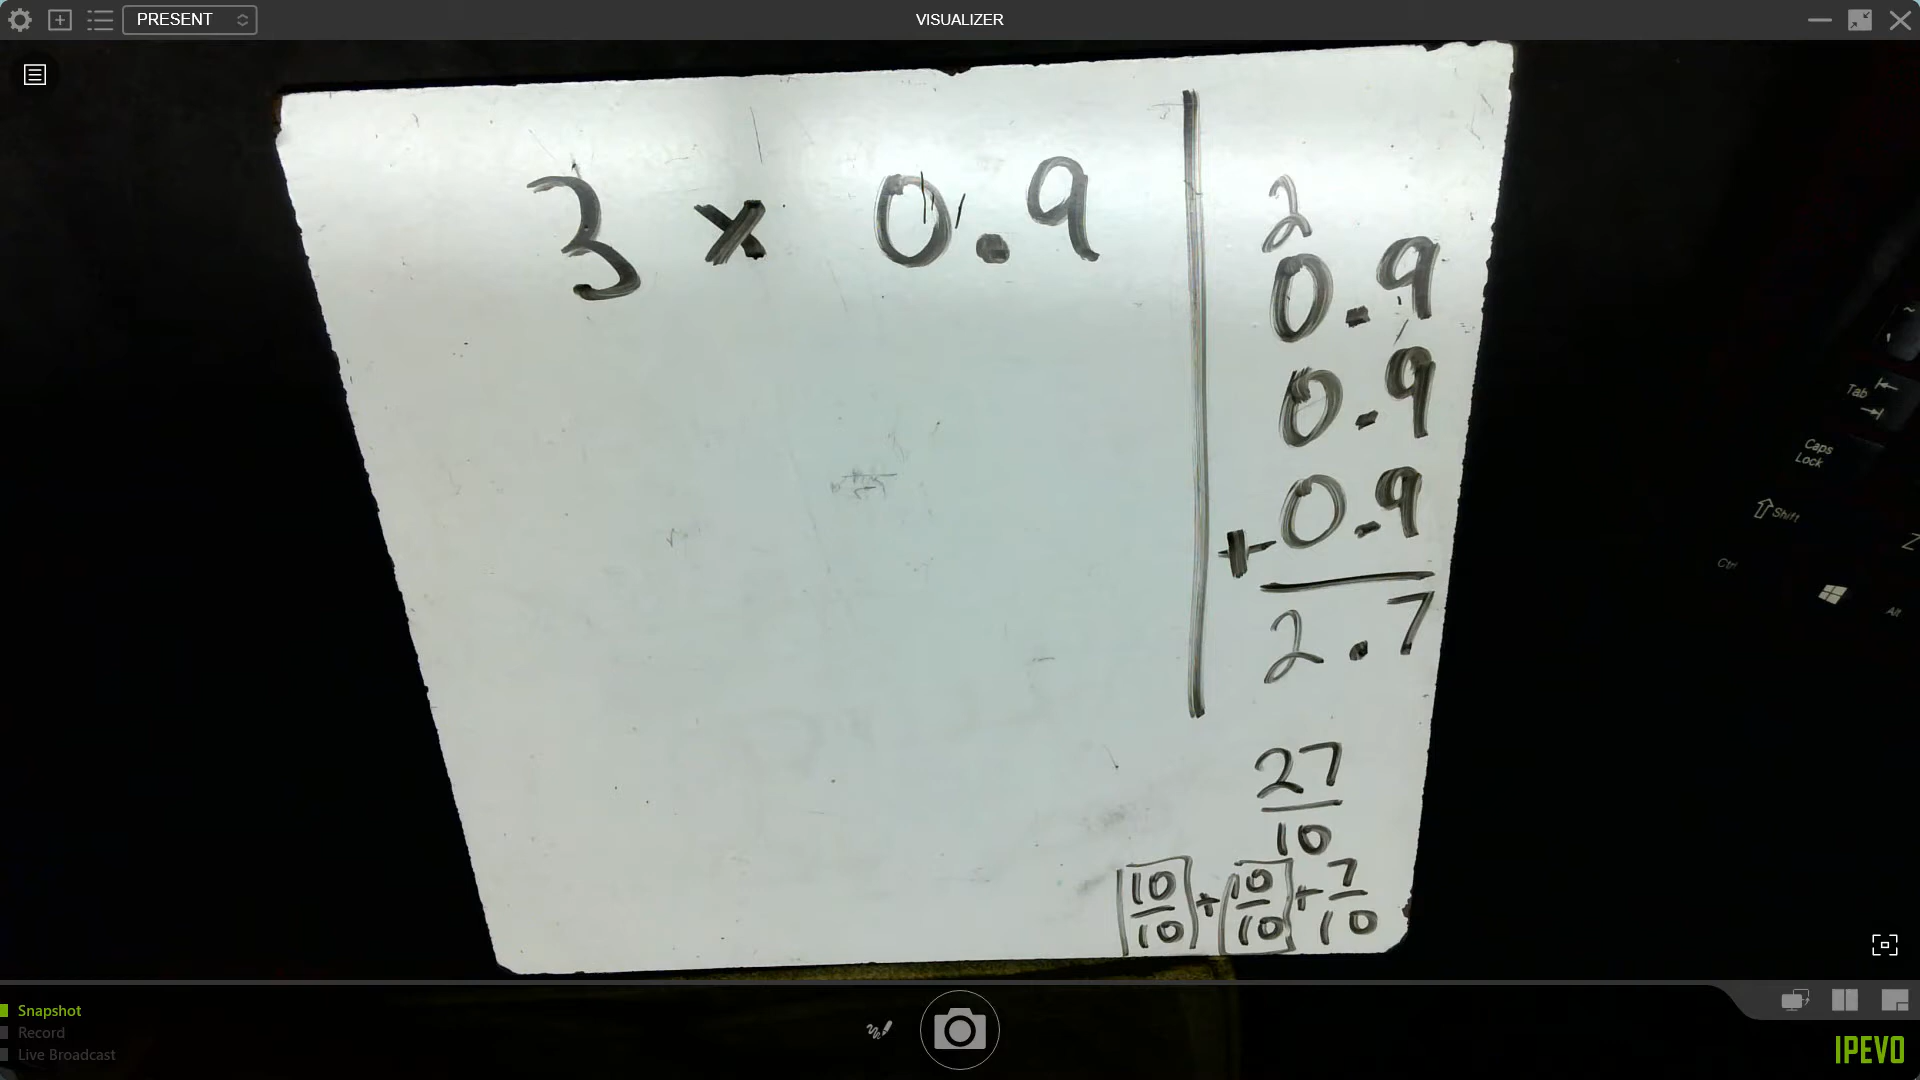 PRESENT
VISUALIZER
3 x 0.9
2
0.9
0.9
+0.9
2.7
27
10
10 + 10 + 7
10 10 10
Tab
Caps
Lock
Shift
Z
Ctrl
Alt
Snapshot
Record
Live Broadcast
IPEVO